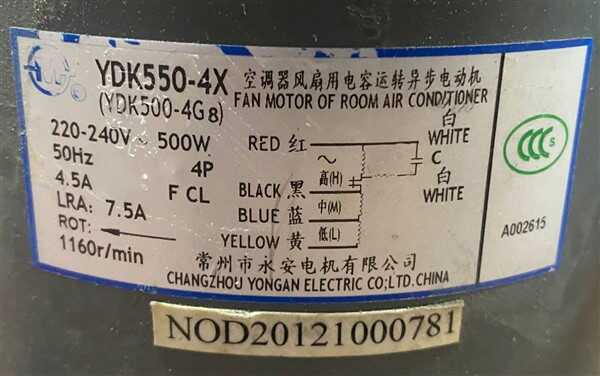 YDK550-4X 空调器风扇用电容运转异步电动机
(YDK500-4G8) FAN MOTOR OF ROOM AIR CONDITIONER
220-240V ~ 500W
50Hz 4P
4.5A F CL
LRA: 7.5A
ROT:
1160r/min
RED 红
~
BLACK 黑 高(H)
BLUE 蓝 中(M)
YELLOW 黄 低(L)
白
WHITE
C
白
WHITE
CCC S
A002615
常州市永安电机有限公司
CHANGZHOU YONGAN ELECTRIC CO;LTD.CHINA
NOD20121000781